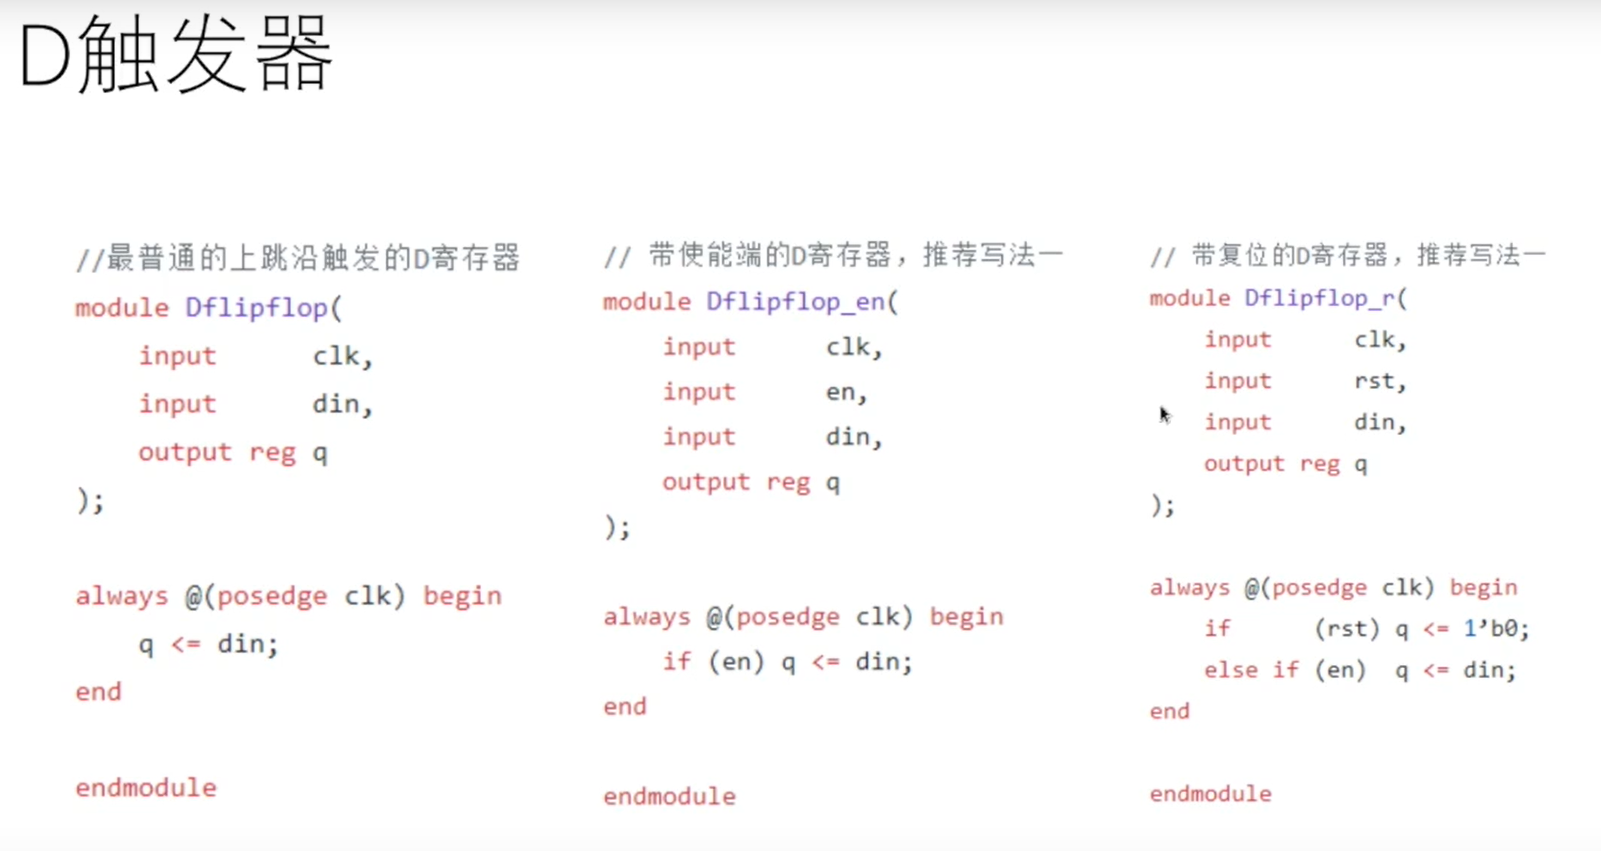 D触发器
//最普通的上跳沿触发的D寄存器
module Dflipflop(
input clk,
input din,
output reg q
);
always @(posedge clk) begin
q <= din;
end
endmodule
// 带使能端的D寄存器，推荐写法一
module Dflipflop_en(
input clk,
input en,
input din,
output reg q
);
always @(posedge clk) begin
if (en) q <= din;
end
endmodule
// 带复位的D寄存器，推荐写法一
module Dflipflop_r(
input clk,
input rst,
input din,
output reg q
);
always @(posedge clk) begin
if (rst) q <= 1’b0;
else if (en) q <= din;
end
endmodule